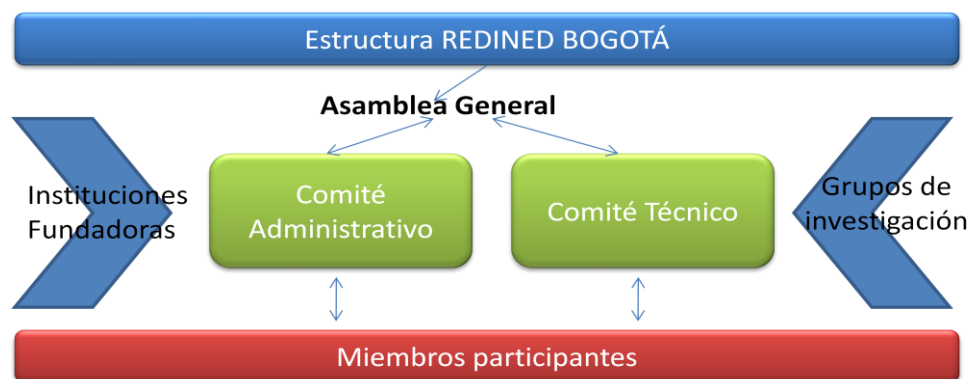 Estructura REDINED BOGOTÁ
Asamblea General
Instituciones
Fundadoras
Comité
Administrativo
Comité Técnico
Grupos de
investigación
Miembros participantes